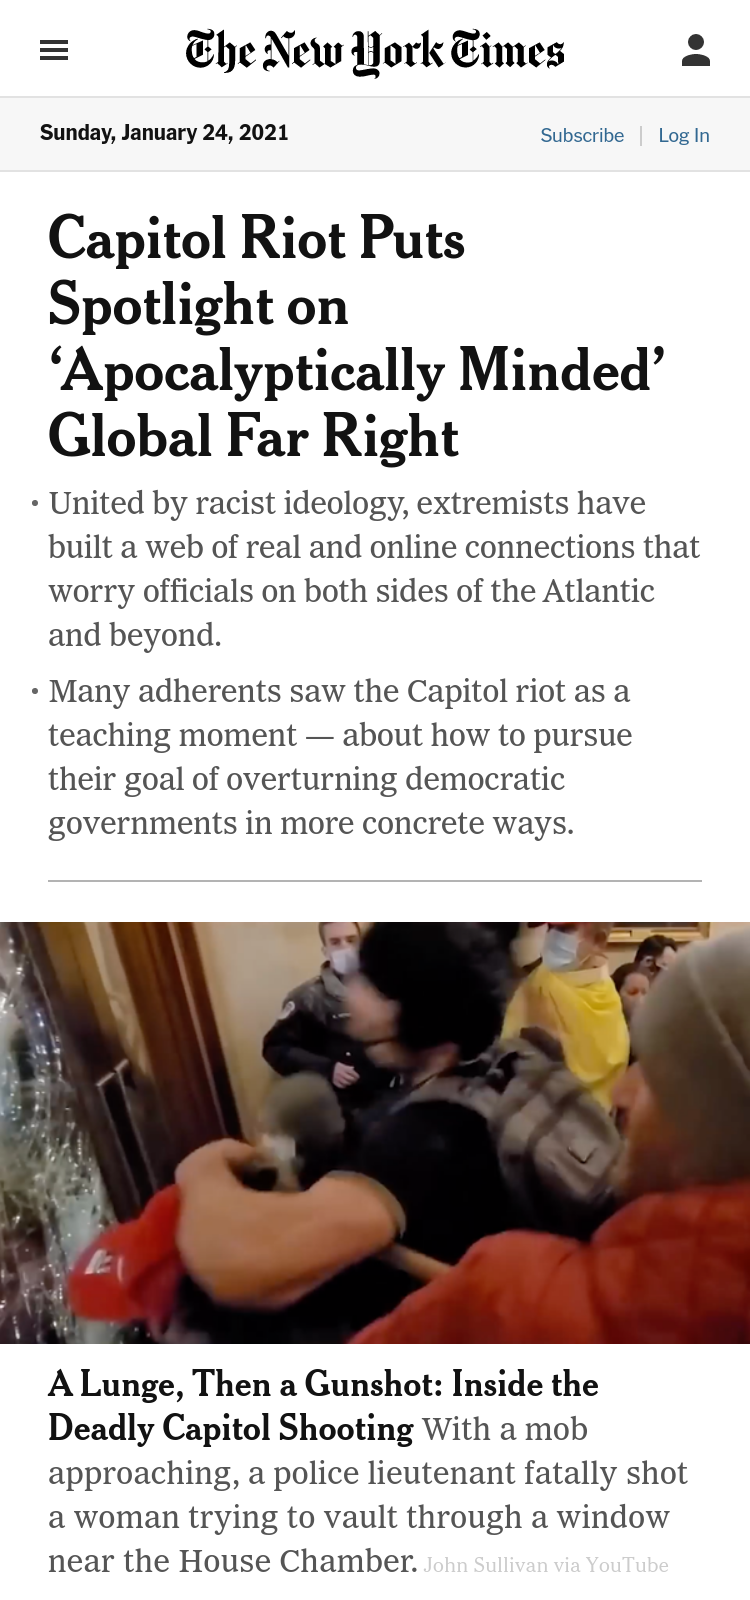 The New York Times
Sunday, January 24, 2021
Subscribe | Log In
Capitol Riot Puts
Spotlight on
‘Apocalyptically Minded’
Global Far Right
• United by racist ideology, extremists have
built a web of real and online connections that
worry officials on both sides of the Atlantic
and beyond.
• Many adherents saw the Capitol riot as a
teaching moment — about how to pursue
their goal of overturning democratic
governments in more concrete ways.
A Lunge, Then a Gunshot: Inside the
Deadly Capitol Shooting With a mob
approaching, a police lieutenant fatally shot
a woman trying to vault through a window
near the House Chamber. John Sullivan via YouTube